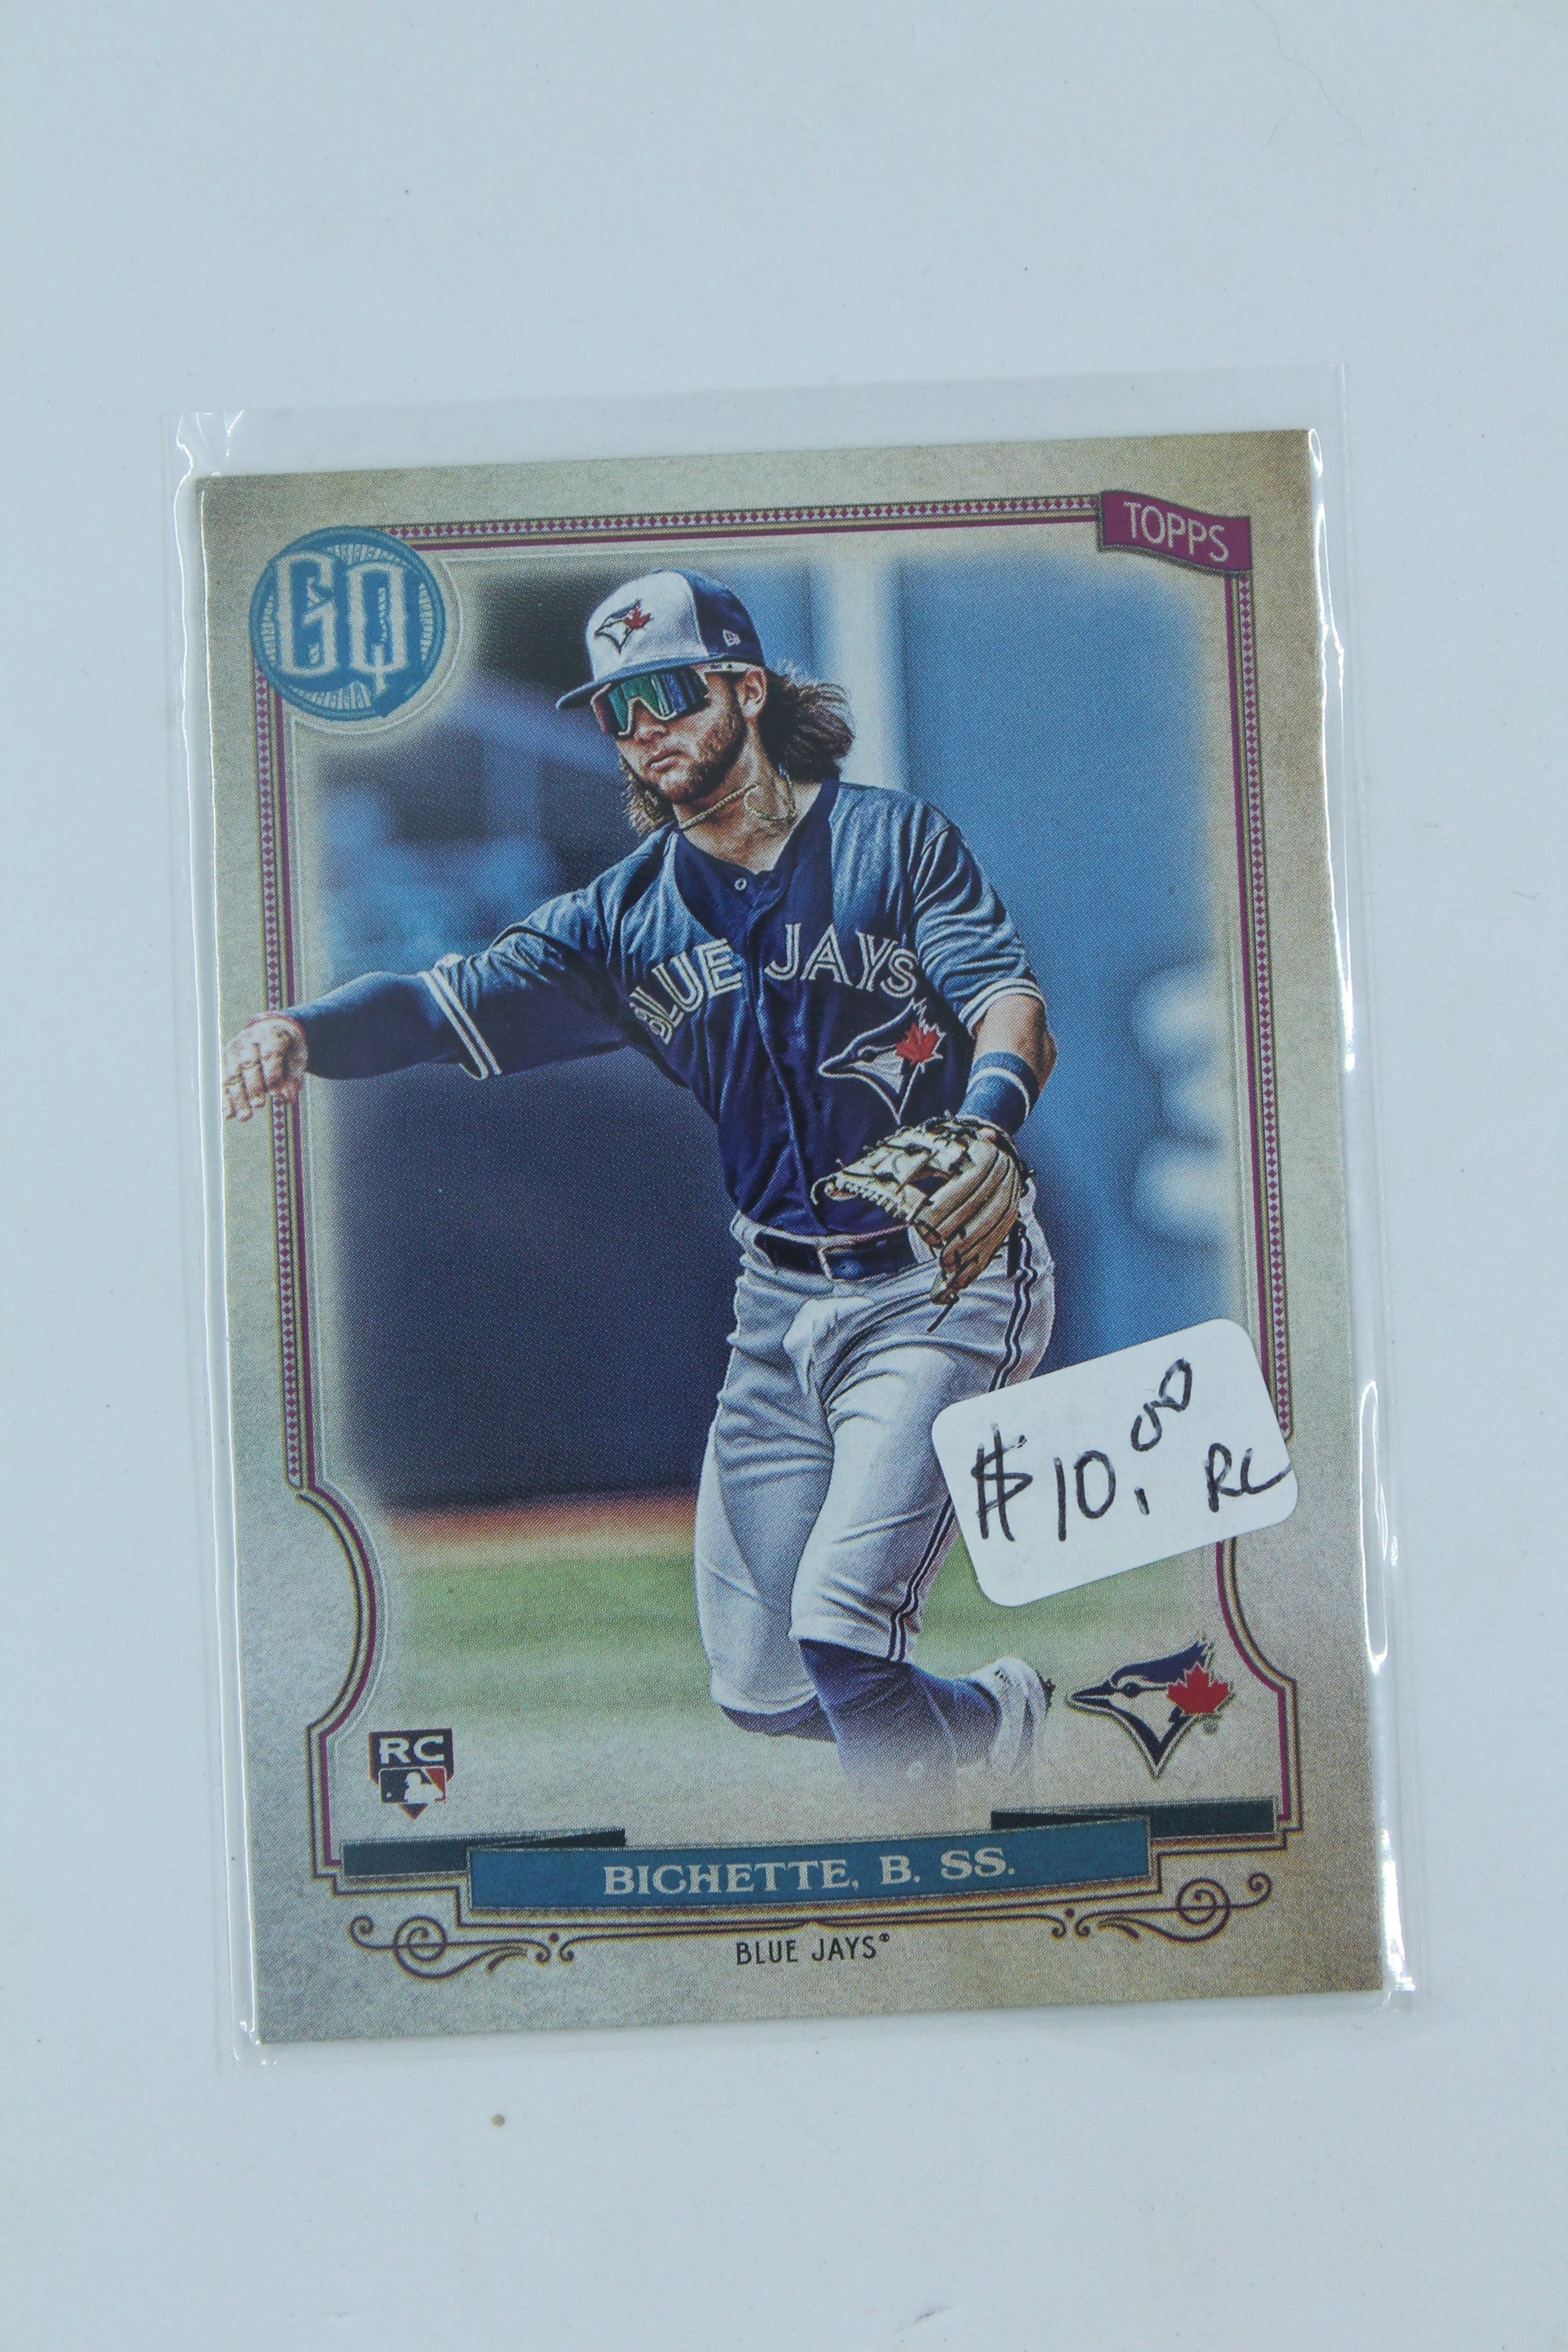 TOPPS
GQ
BLUE JAYS
$10.00 RC
RC
BICHETTE, B. SS.
BLUE JAYS®